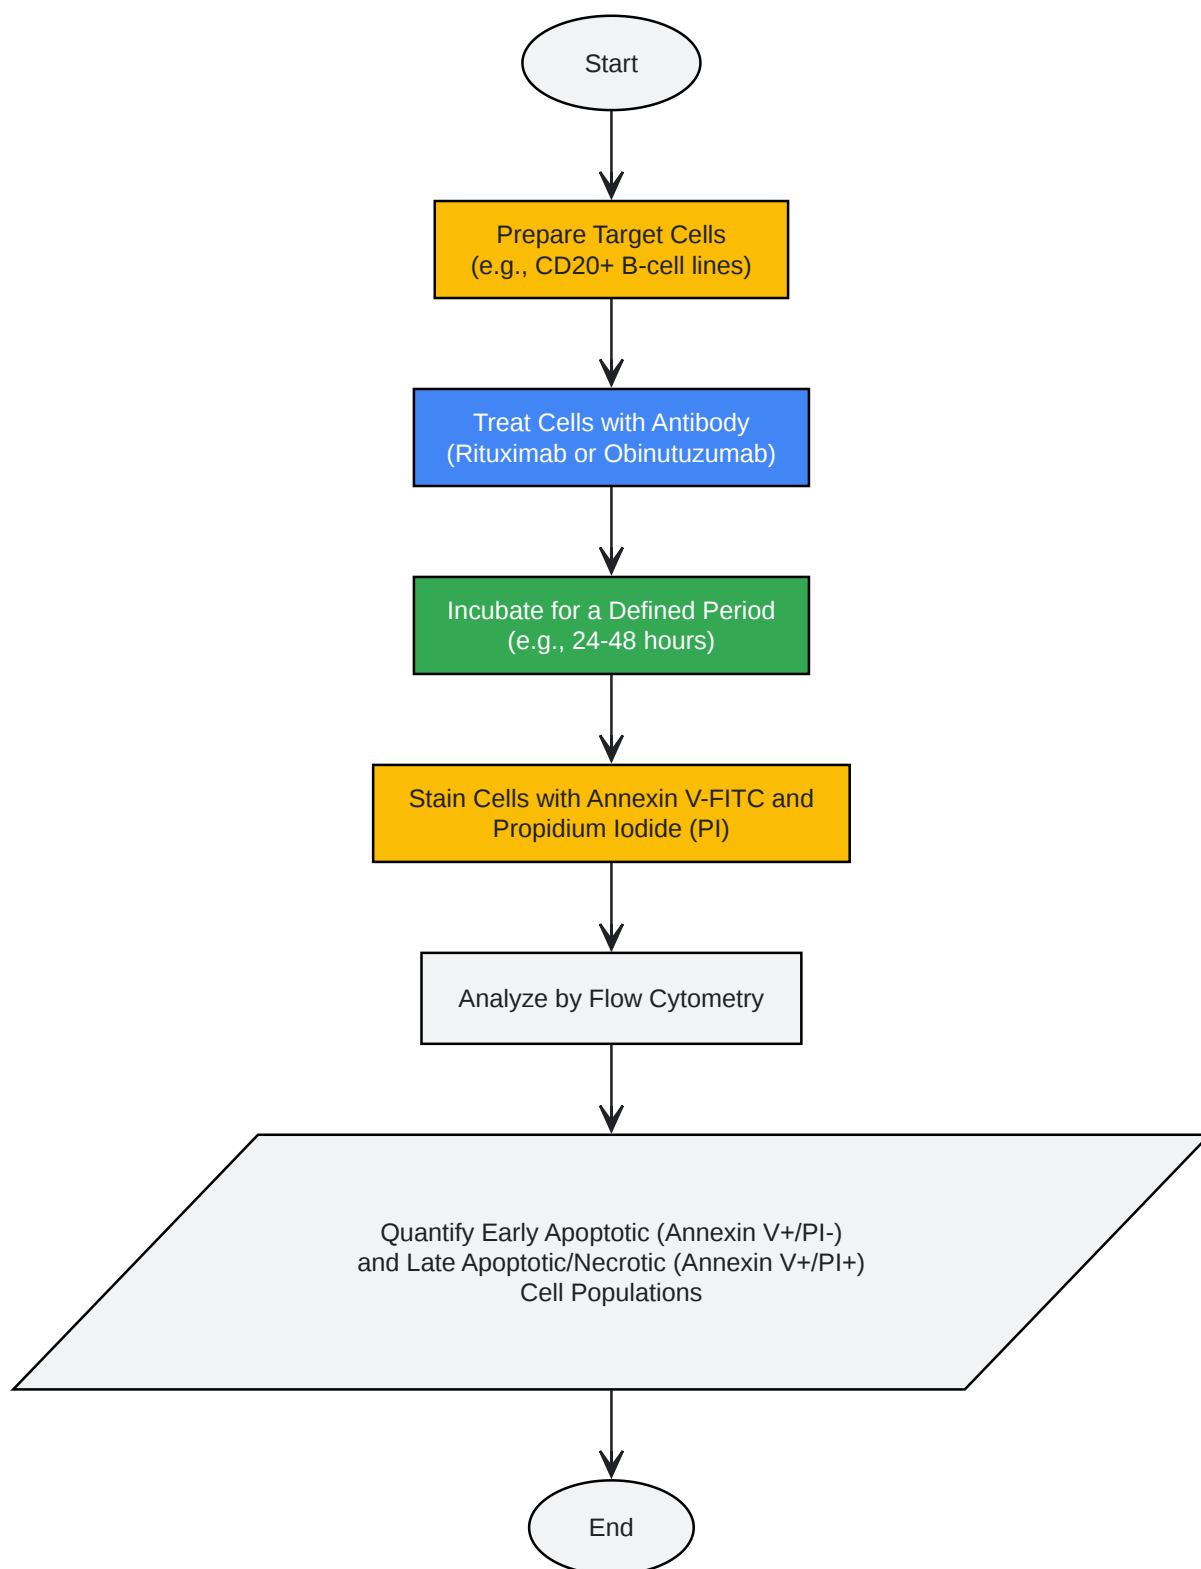 Start
Prepare Target Cells
(e.g., CD20+ B-cell lines)
Treat Cells with Antibody
(Rituximab or Obinutuzumab)
Incubate for a Defined Period
(e.g., 24-48 hours)
Stain Cells with Annexin V-FITC and
Propidium Iodide (PI)
Analyze by Flow Cytometry
Quantify Early Apoptotic (Annexin V+/PI-)
and Late Apoptotic/Necrotic (Annexin V+/PI+)
Cell Populations
End